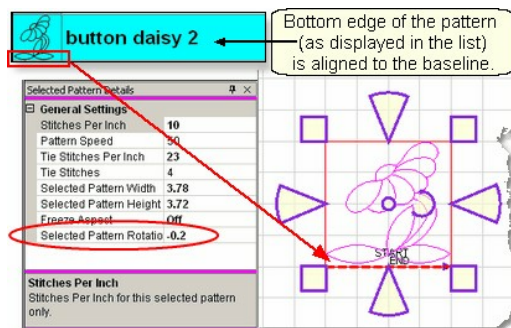 button daisy 2
Bottom edge of the pattern
(as displayed in the list)
is aligned to the baseline.
Selected Pattern Details
General Settings
Stitches Per Inch 10
Pattern Speed 50
Tie Stitches Per Inch 23
Tie Stitches 4
Selected Pattern Width 3.78
Selected Pattern Height 3.72
Freeze Aspect Off
Selected Pattern Rotatio -0.2
START
END
Stitches Per Inch
Stitches Per Inch for this selected pattern
only.